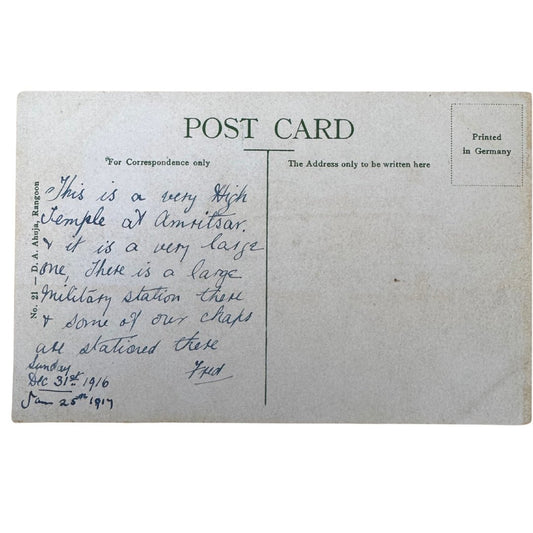 POST CARD
Printed
in Germany
For Correspondence only
The Address only to be written here
No. 21 — D. A. Ahuja, Rangoon
This is a very High
Temple at Amritsar.
& it is a very large
one, There is a large
Military station there
& some of our chaps
are stationed there
Fred
Sunday
Dec 31st 1916
Jan 25th 1917